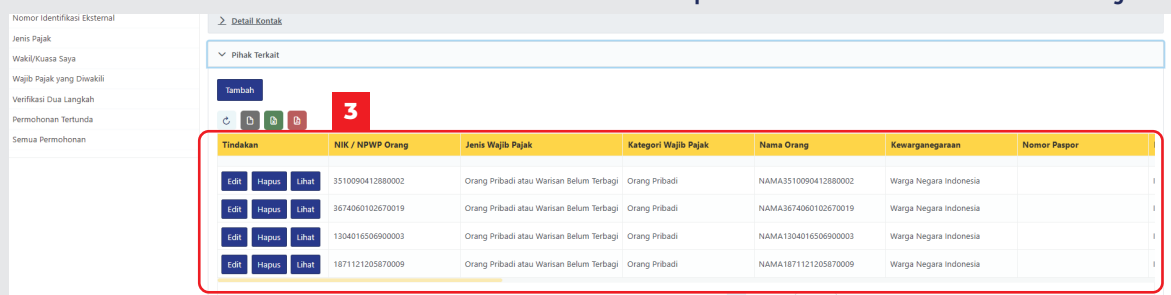 Nomor Identifikasi Eksternal
Jenis Pajak
Wakil/Kuasa Saya
Wajib Pajak yang Diwakili
Verifikasi Dua Langkah
Permohonan Tertunda
Semua Permohonan
Detail Kontak
Pihak Terkait
Tambah
3
Tindakan NIK / NPWP Orang Jenis Wajib Pajak Kategori Wajib Pajak Nama Orang Kewarganegaraan Nomor Paspor
Edit Hapus Lihat 3510090412880002 Orang Pribadi atau Warisan Belum Terbagi Orang Pribadi NAMA3510090412880002 Warga Negara Indonesia
Edit Hapus Lihat 3674060102670019 Orang Pribadi atau Warisan Belum Terbagi Orang Pribadi NAMA3674060102670019 Warga Negara Indonesia
Edit Hapus Lihat 1304016506900003 Orang Pribadi atau Warisan Belum Terbagi Orang Pribadi NAMA1304016506900003 Warga Negara Indonesia
Edit Hapus Lihat 1871121205870009 Orang Pribadi atau Warisan Belum Terbagi Orang Pribadi NAMA1871121205870009 Warga Negara Indonesia